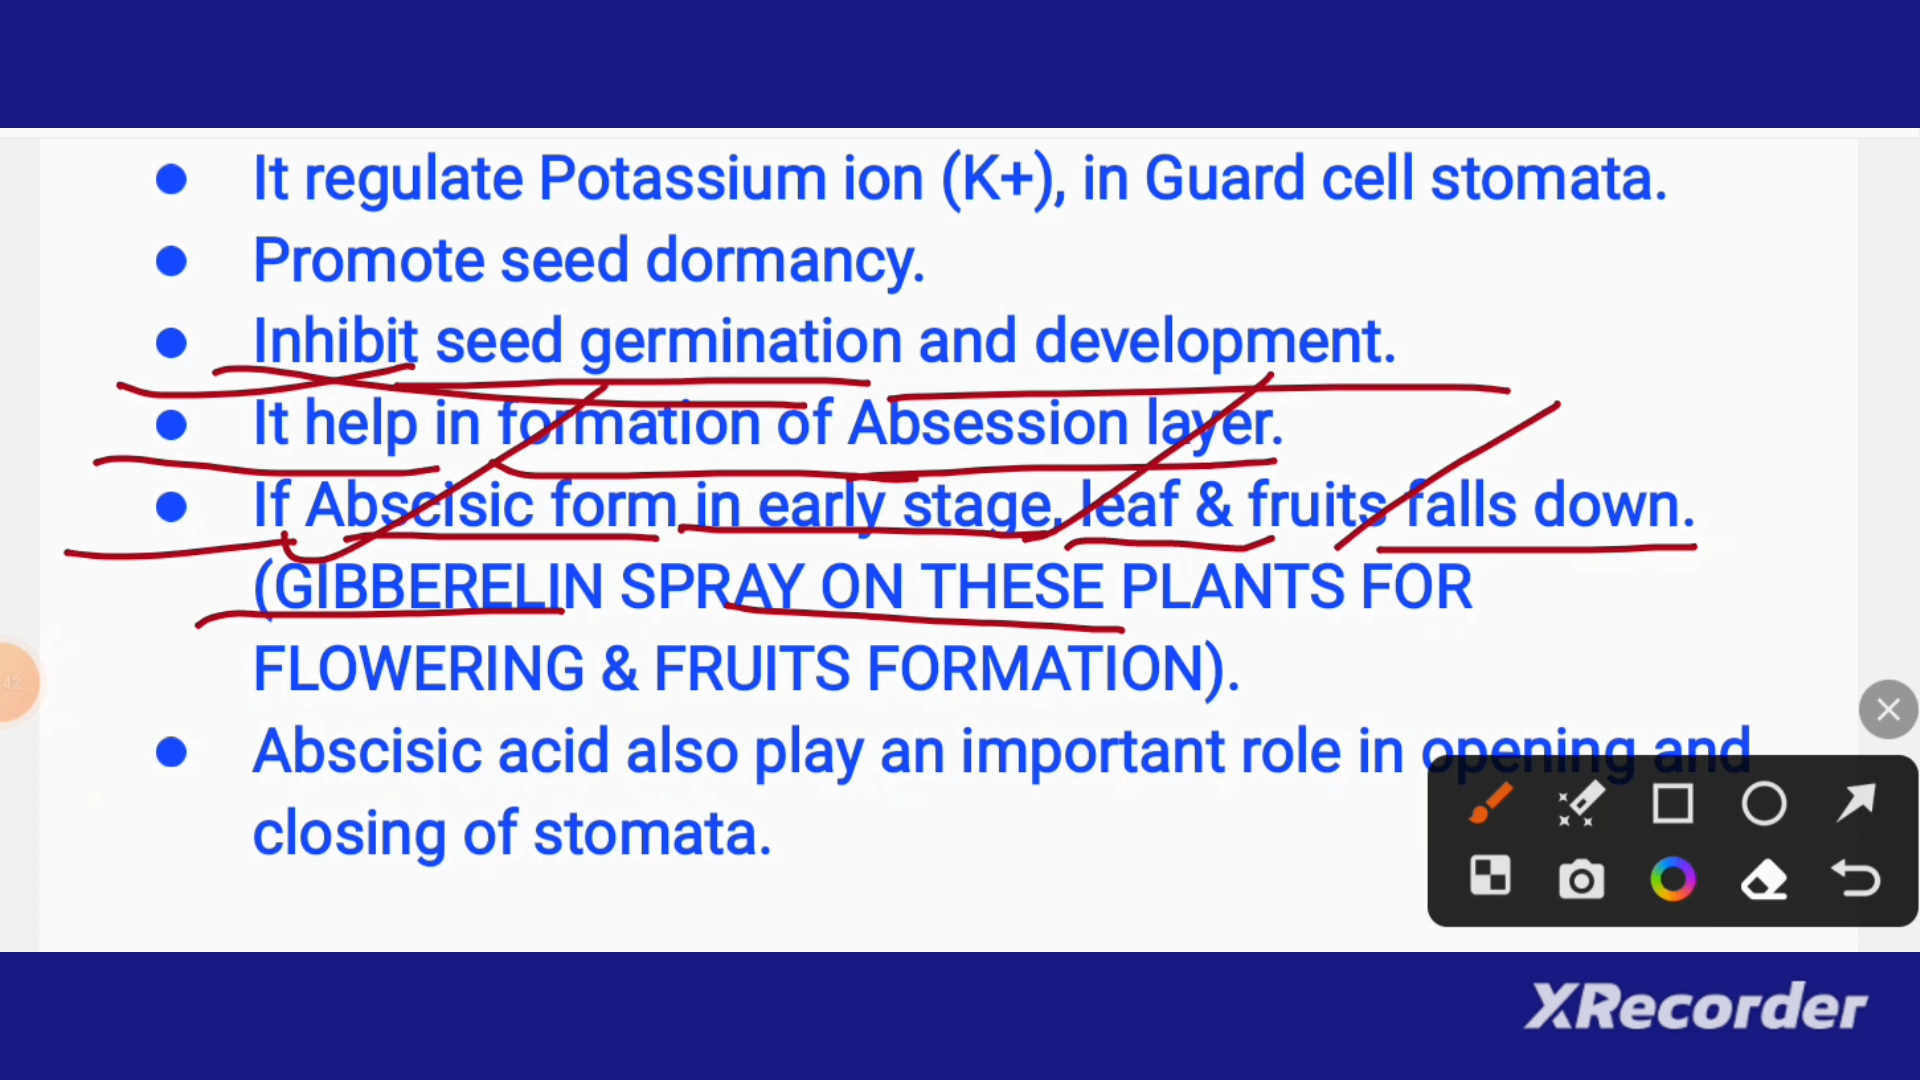 It regulate Potassium ion (K+), in Guard cell stomata.
Promote seed dormancy.
Inhibit seed germination and development.
It help in formation of Absession layer.
If Abscisic form in early stage, leaf & fruits falls down.
(GIBBERELIN SPRAY ON THESE PLANTS FOR
FLOWERING & FRUITS FORMATION).
42
Abscisic acid also play an important role in opening and
closing of stomata.
XRecorder